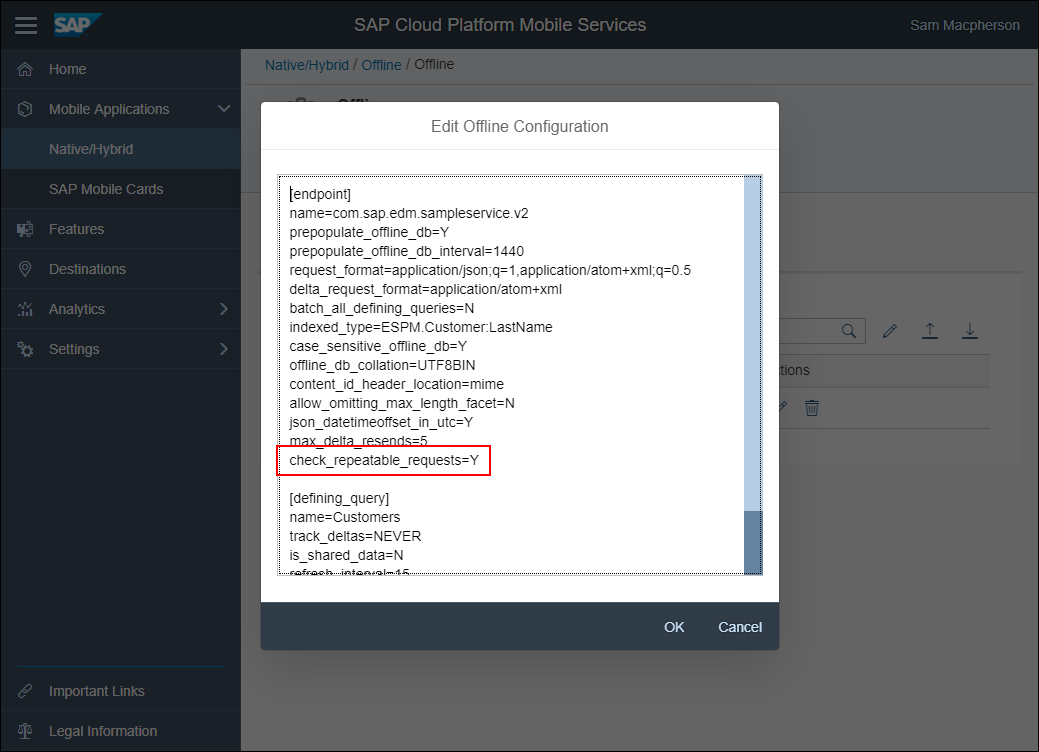 SAP
SAP Cloud Platform Mobile Services
Sam Macpherson
Home
Mobile Applications
Native/Hybrid
SAP Mobile Cards
Features
Destinations
Analytics
Settings
Important Links
Legal Information
Native/Hybrid / Offline / Offline
Edit Offline Configuration
[endpoint]
name=com.sap.edm.sampleservice.v2
prepopulate_offline_db=Y
prepopulate_offline_db_interval=1440
request_format=application/json;q=1,application/atom+xml;q=0.5
delta_request_format=application/atom+xml
batch_all_defining_queries=N
indexed_type=ESPM.Customer:LastName
case_sensitive_offline_db=Y
offline_db_collation=UTF8BIN
content_id_header_location=mime
allow_omitting_max_length_facet=N
json_datetimeoffset_in_utc=Y
max_delta_resends=5
check_repeatable_requests=Y
[defining_query]
name=Customers
track_deltas=NEVER
is_shared_data=N
refresh_interval=15
OK
Cancel